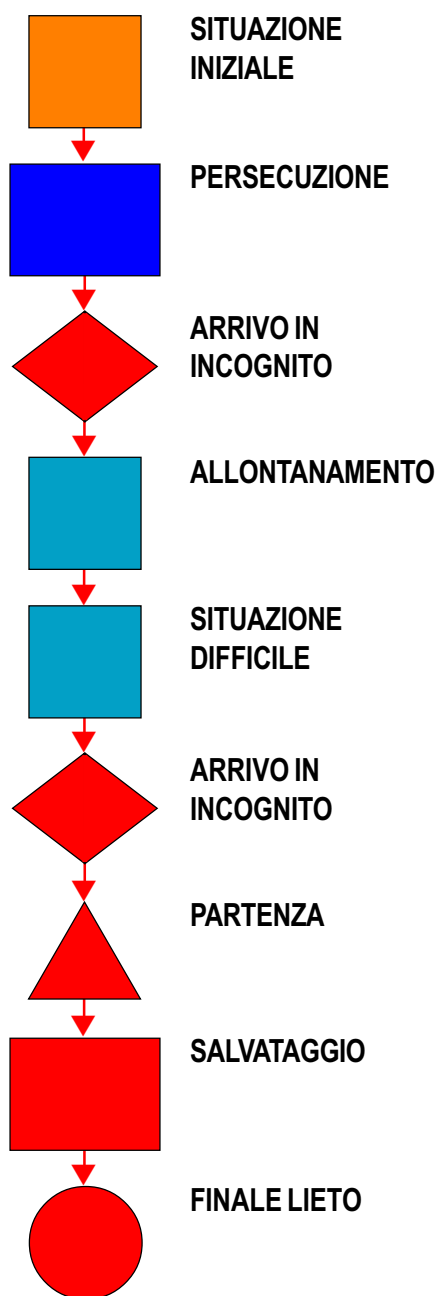 SITUAZIONE
INIZIALE
PERSECUZIONE
ARRIVO IN
INCOGNITO
ALLONTANAMENTO
SITUAZIONE
DIFFICILE
ARRIVO IN
INCOGNITO
PARTENZA
SALVATAGGIO
FINALE LIETO